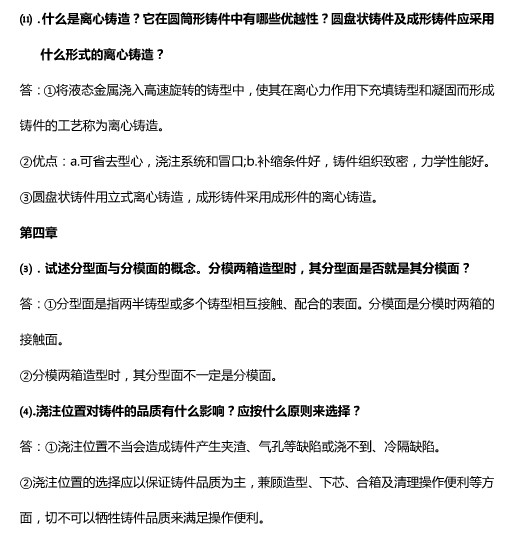 ⑾ .什么是离心铸造？它在圆筒形铸件中有哪些优越性？圆盘状铸件及成形铸件应采用
什么形式的离心铸造？
答：①将液态金属浇入高速旋转的铸型中，使其在离心力作用下充填铸型和凝固而形成
铸件的工艺称为离心铸造。
②优点：a.可省去型心，浇注系统和冒口;b.补缩条件好，铸件组织致密，力学性能好。
③圆盘状铸件用立式离心铸造，成形铸件采用成形件的离心铸造。
第四章
⑶．试述分型面与分模面的概念。分模两箱造型时，其分型面是否就是其分模面？
答：①分型面是指两半铸型或多个铸型相互接触、配合的表面。分模面是分模时两箱的
接触面。
②分模两箱造型时，其分型面不一定是分模面。
⑷.浇注位置对铸件的品质有什么影响？应按什么原则来选择？
答：①浇注位置不当会造成铸件产生夹渣、气孔等缺陷或浇不到、冷隔缺陷。
②浇注位置的选择应以保证铸件品质为主，兼顾造型、下芯、合箱及清理操作便利等方
面，切不可以牺牲铸件品质来满足操作便利。